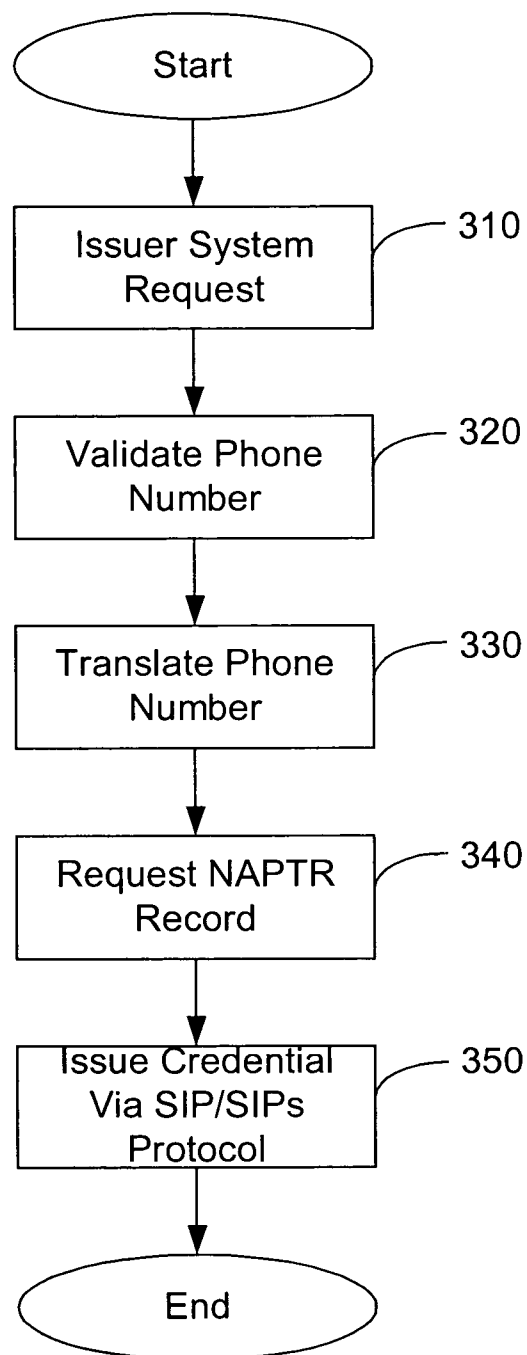 Start
Issuer System
Request
310
Validate Phone
Number
320
Translate Phone
Number
330
Request NAPTR
Record
340
Issue Credential
Via SIP/SIPs
Protocol
350
End